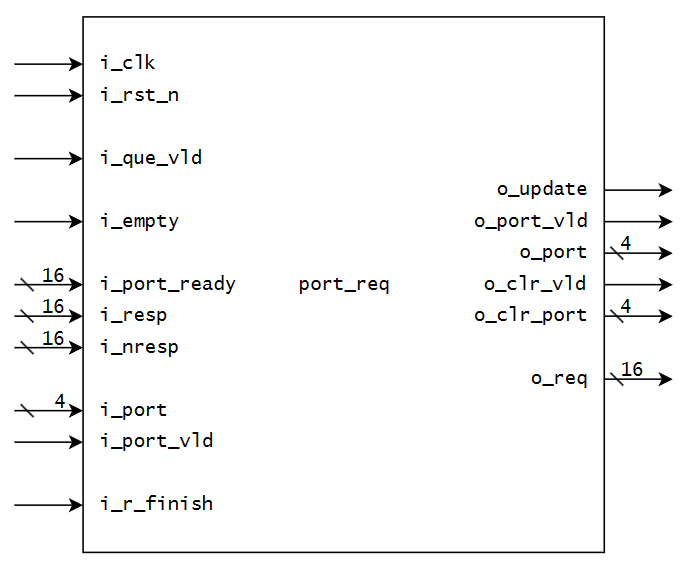 i_clk
i_rst_n
i_que_vld
o_update
i_empty
o_port_vld
o_port
4
16
i_port_ready
port_req
o_clr_vld
16
i_resp
o_clr_port
4
16
i_nresp
o_req
16
4
i_port
i_port_vld
i_r_finish